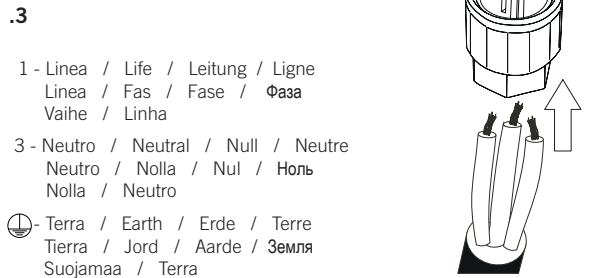 .3
1 - Linea / Life / Leitung / Ligne
Linea / Fas / Fase / Фаза
Vaihe / Linha
3 - Neutro / Neutral / Null / Neutre
Neutro / Nolla / Nul / Ноль
Nolla / Neutro
- Terra / Earth / Erde / Terre
Tierra / Jord / Aarde / Земля
Suojamaa / Terra